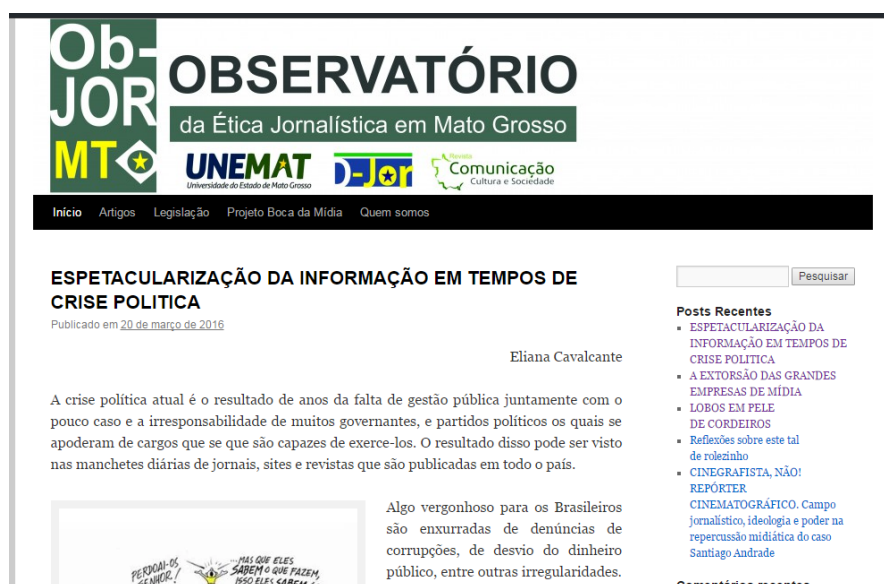 Ob-
JOR
MT
OBSERVATÓRIO
da Ética Jornalística em Mato Grosso
UNEMAT
Universidade do Estado de Mato Grosso
D-Jor
Revista
Comunicação
Cultura e Sociedade
Início Artigos Legislação Projeto Boca da Mídia Quem somos
ESPETACULARIZAÇÃO DA INFORMAÇÃO EM TEMPOS DE
CRISE POLITICA
Publicado em 20 de março de 2016
Eliana Cavalcante
A crise política atual é o resultado de anos da falta de gestão pública juntamente com o
pouco caso e a irresponsabilidade de muitos governantes, e partidos políticos os quais se
apoderam de cargos que se que são capazes de exerce-los. O resultado disso pode ser visto
nas manchetes diárias de jornais, sites e revistas que são publicadas em todo o país.
Algo vergonhoso para os Brasileiros
são enxurradas de denúncias de
corrupções, de desvio do dinheiro
público, entre outras irregularidades.
PERDOAI-OS
SENHOR!
...MAS QUE ELES
SABEM O QUE FAZEM,
ISSO ELES SABEM
Pesquisar
Posts Recentes
ESPETACULARIZAÇÃO DA
INFORMAÇÃO EM TEMPOS DE
CRISE POLITICA
A EXTORSÃO DAS GRANDES
EMPRESAS DE MÍDIA
LOBOS EM PELE
DE CORDEIROS
Reflexões sobre este tal
de rolezinho
CINEGRAFISTA, NÃO!
REPÓRTER
CINEMATOGRÁFICO. Campo
jornalístico, ideologia e poder na
repercussão midiática do caso
Santiago Andrade
Comentários recentes